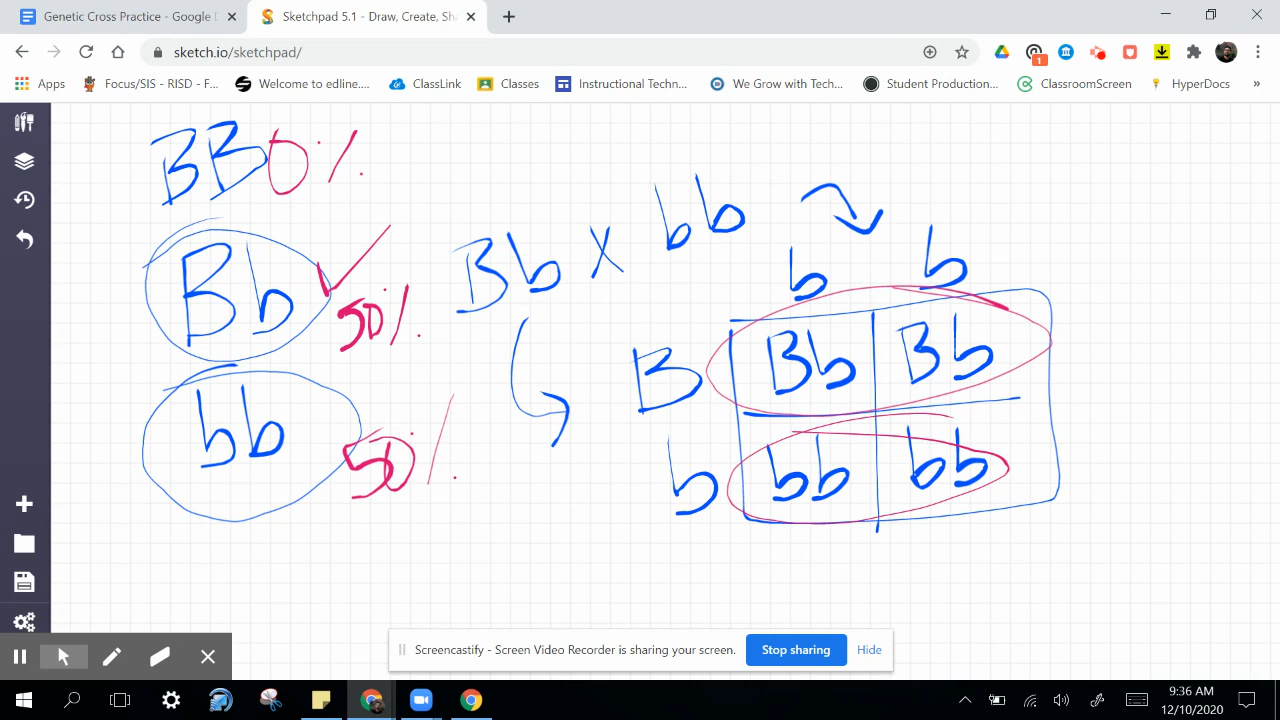 Genetic Cross Practice - Google D
Sketchpad 5.1 - Draw, Create, Sha
sketch.io/sketchpad/
1
Apps
Focus/SIS - RISD - F...
Welcome to edline....
ClassLink
Classes
Instructional Techn...
We Grow with Tech...
Student Production...
ClassroomScreen
HyperDocs
»
BB 0%
Bb 50%
bb 50%
Bb x bb
b b
B Bb Bb
b bb bb
Screencastify - Screen Video Recorder is sharing your screen.
Stop sharing
Hide
9:36 AM
12/10/2020